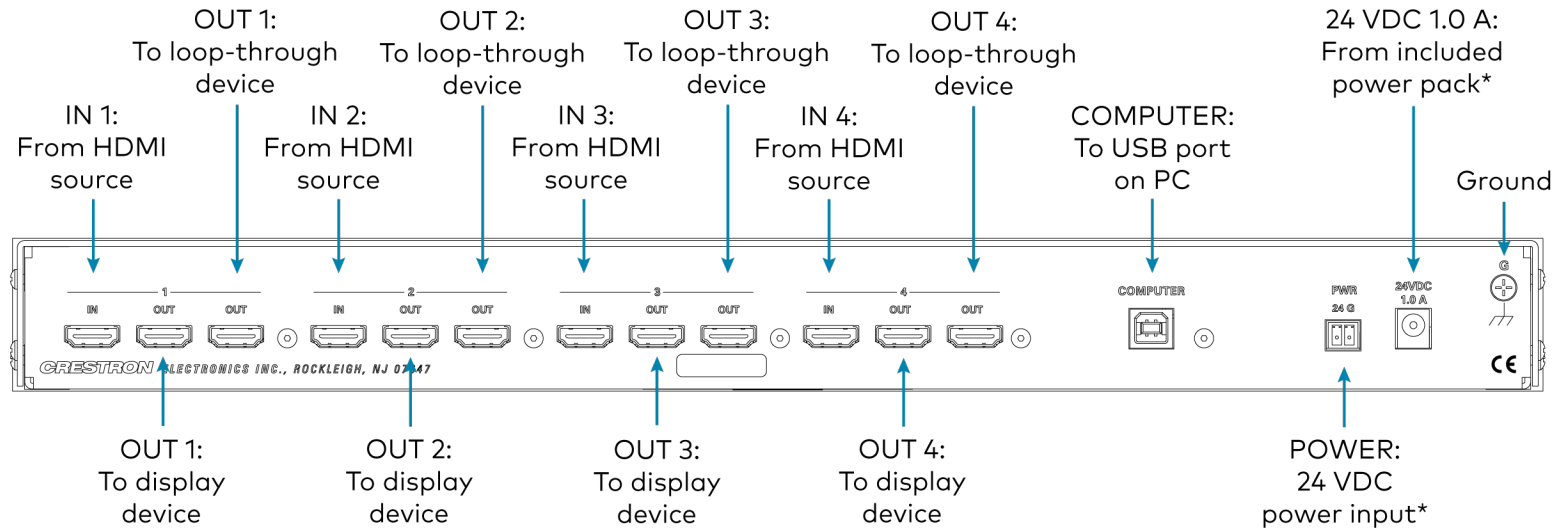 OUT 1:
To loop-through
device
OUT 2:
To loop-through
device
OUT 3:
To loop-through
device
OUT 4:
To loop-through
device
24 VDC 1.0 A:
From included
power pack*
IN 1:
From HDMI
source
IN 2:
From HDMI
source
IN 3:
From HDMI
source
IN 4:
From HDMI
source
COMPUTER:
To USB port
on PC
Ground
1
IN OUT OUT
2
IN OUT OUT
3
IN OUT OUT
4
IN OUT OUT
COMPUTER
PWR
24 G
24VDC
1.0 A
G
CRESTRON ELECTRONICS INC., ROCKLEIGH, NJ 07647
CE
OUT 1:
To display
device
OUT 2:
To display
device
OUT 3:
To display
device
OUT 4:
To display
device
POWER:
24 VDC
power input*